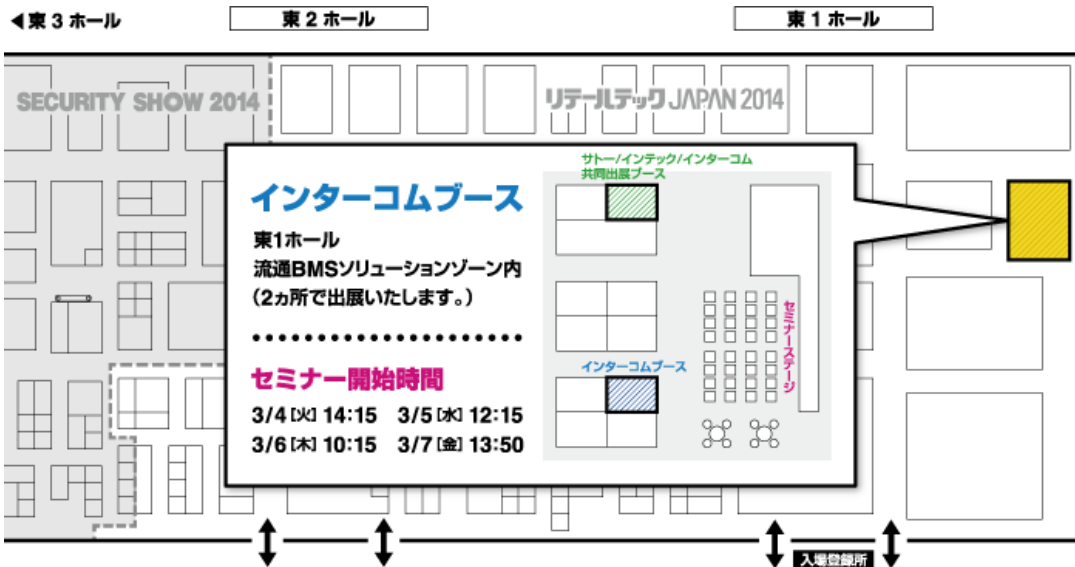 ◀東3ホール
東2ホール
東1ホール
SECURITY SHOW 2014
リテールテック JAPAN 2014
インターコムブース
東1ホール
流通BMSソリューションゾーン内
（2ヵ所で出展いたします。）
セミナー開始時間
3/4［火］14：15 3/5［水］12：15
3/6［木］10：15 3/7［金］13：50
サトー/インテック/インターコム
共同出展ブース
セミナーステージ
インターコムブース
入場登録所